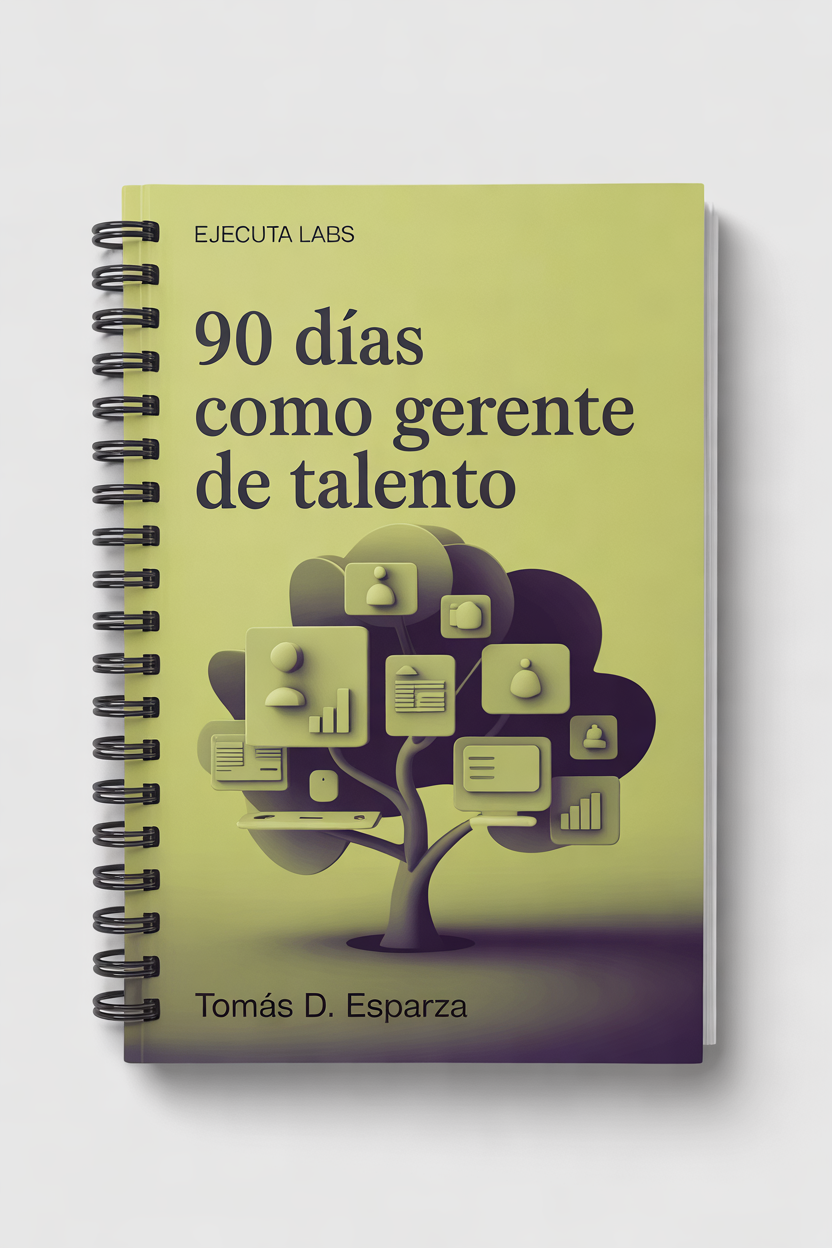 EJECUTA LABS
90 días
como gerente
de talento
Tomás D. Esparza